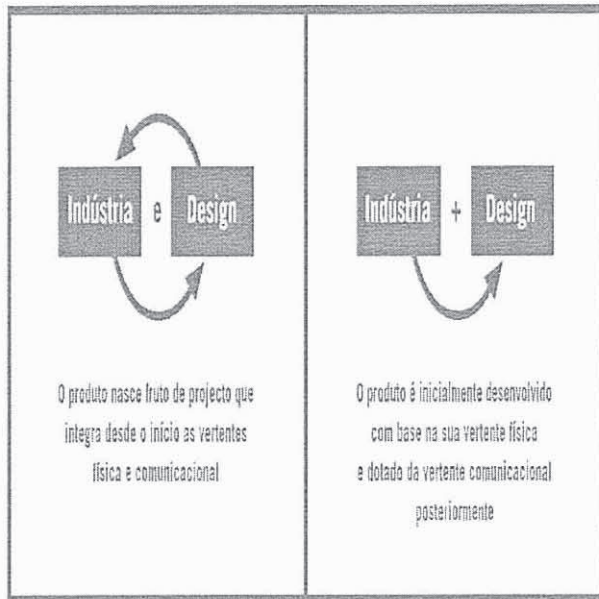 Indústria e Design
O produto nasce fruto de projecto que
integra desde o início as vertentes
física e comunicacional
Indústria + Design
O produto é inicialmente desenvolvido
com base na sua vertente física
e dotado da vertente comunicacional
posteriormente